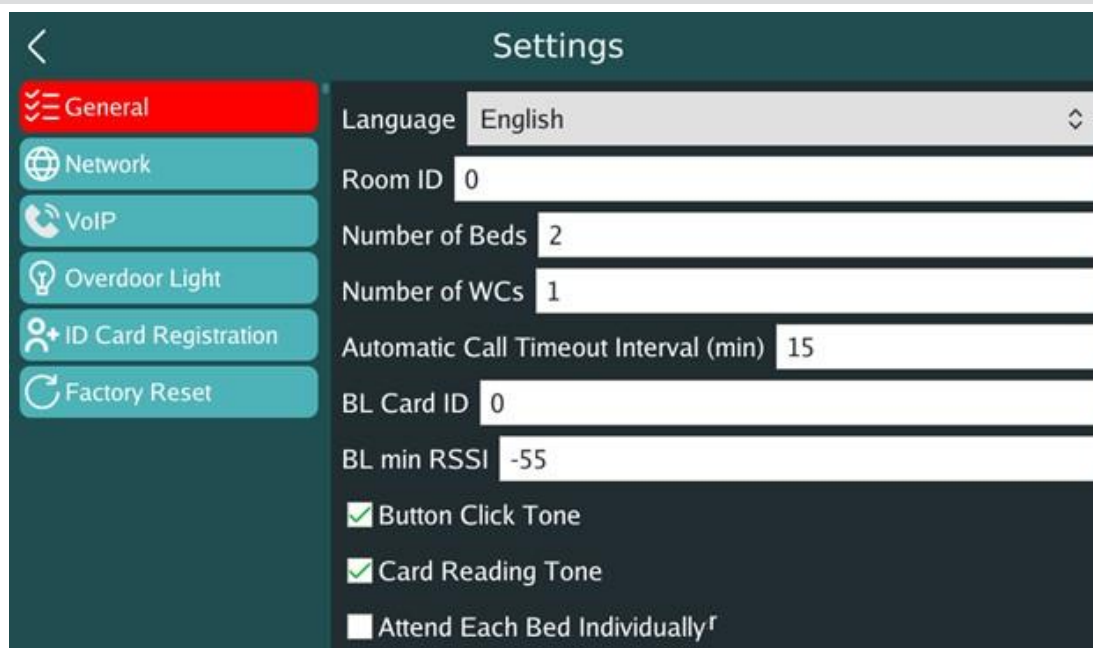 Settings
General
Network
VoIP
Overdoor Light
ID Card Registration
Factory Reset
Language English
Room ID 0
Number of Beds 2
Number of WCs 1
Automatic Call Timeout Interval (min) 15
BL Card ID 0
BL min RSSI -55
Button Click Tone
Card Reading Tone
Attend Each Bed Individually